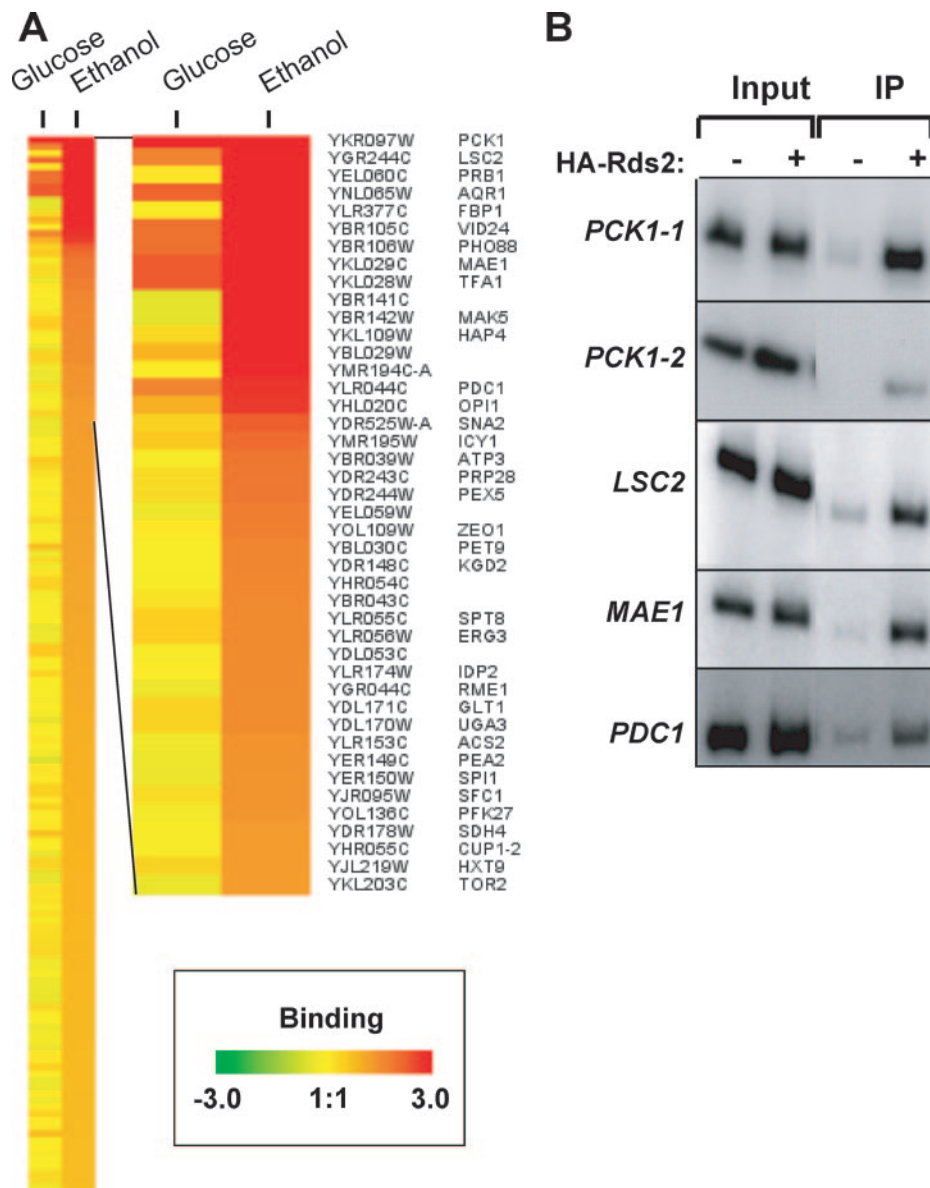 A
Glucose
Ethanol
Glucose
Ethanol
YKR097W PCK1
YGR244C LSC2
YEL060C PRB1
YNL065W AQR1
YLR377C FBP1
YBR105C VID24
YBR106W PHO88
YKL029C MAE1
YKL028W TFA1
YBR141C
YBR142W MAK5
YKL109W HAP4
YBL029W
YMR194C-A
YLR044C PDC1
YHL020C OPI1
YDR525W-A SNA2
YMR195W ICY1
YBR039W ATP3
YDR243C PRP28
YDR244W PEX5
YEL059W
YOL109W ZEO1
YBL030C PET9
YDR148C KGD2
YHR054C
YBR043C
YLR055C SPT8
YLR056W ERG3
YDL053C
YLR174W IDP2
YGR044C RME1
YDL171C GLT1
YDL170W UGA3
YLR153C ACS2
YER149C PEA2
YER150W SPI1
YJR095W SFC1
YOL136C PFK27
YDR178W SDH4
YHR055C CUP1-2
YJL219W HXT9
YKL203C TOR2
Binding
-3.0 1:1 3.0
B
Input IP
HA-Rds2: - + - +
PCK1-1
PCK1-2
LSC2
MAE1
PDC1